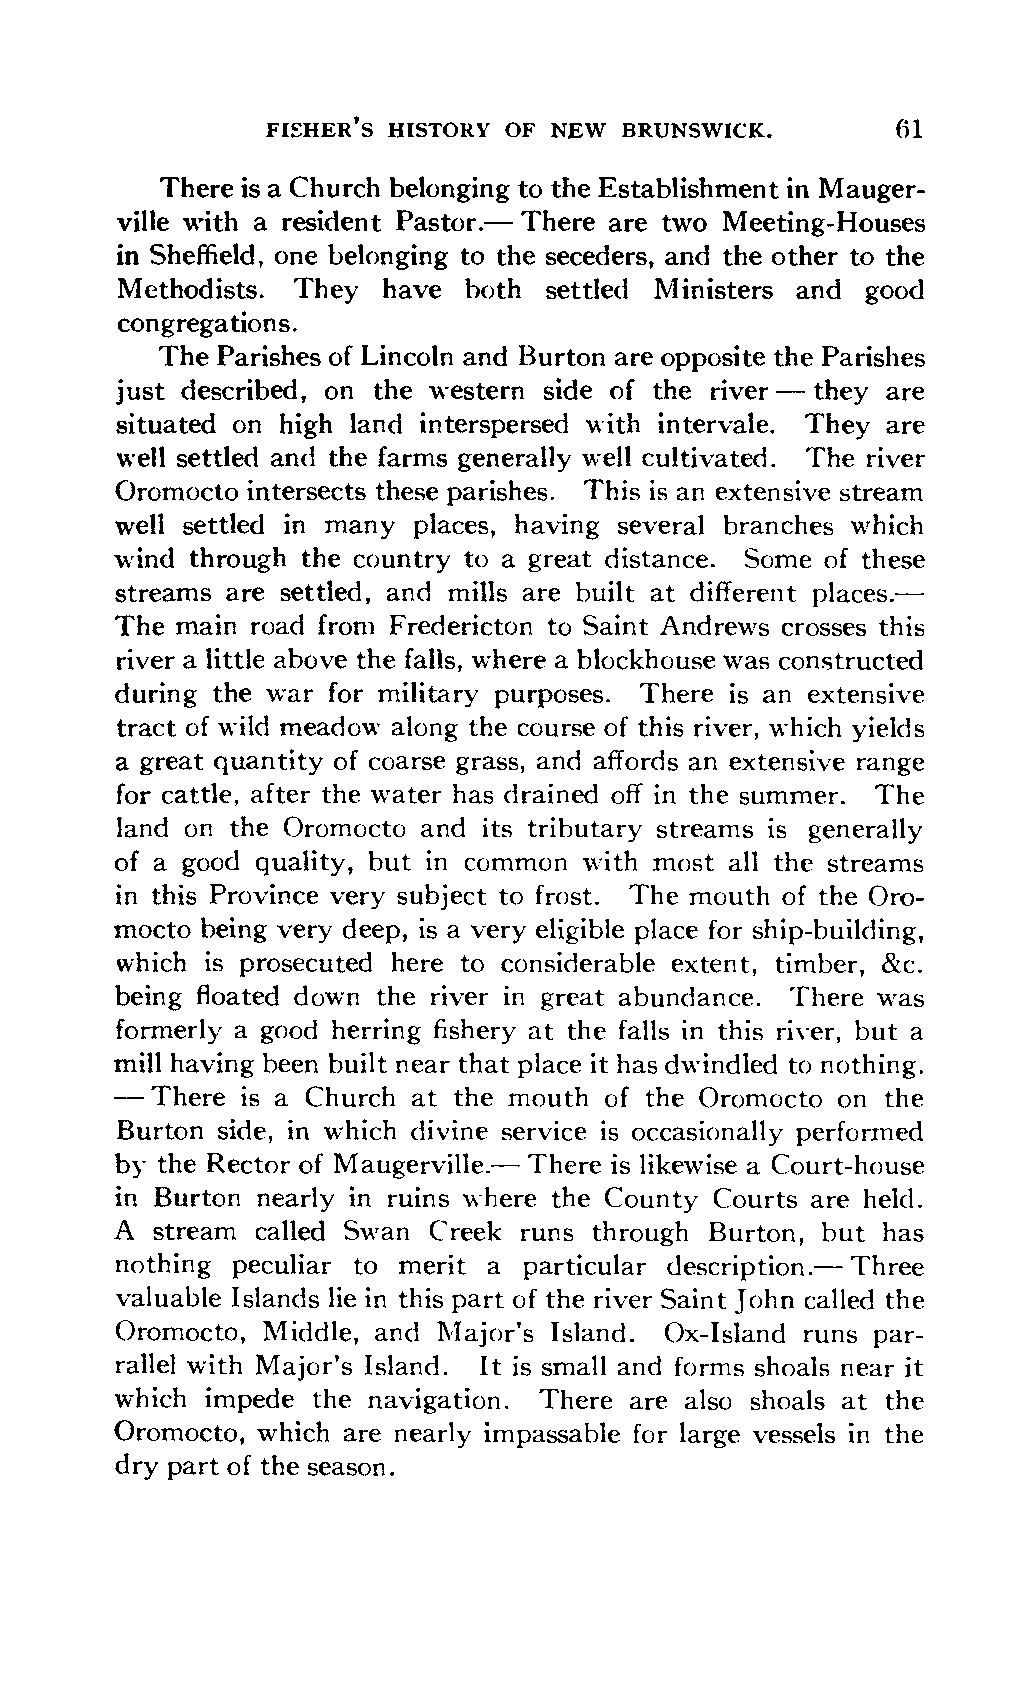 FISHER'S HISTORY OF NEW BRUNSWICK. 61
There is a Church belonging to the Establishment in Mauger-
ville with a resident Pastor.— There are two Meeting-Houses
in Sheffield, one belonging to the seceders, and the other to the
Methodists. They have both settled Ministers and good
congregations.
The Parishes of Lincoln and Burton are opposite the Parishes
just described, on the western side of the river — they are
situated on high land interspersed with intervale. They are
well settled and the farms generally well cultivated. The river
Oromocto intersects these parishes. This is an extensive stream
well settled in many places, having several branches which
wind through the country to a great distance. Some of these
streams are settled, and mills are built at different places.—
The main road from Fredericton to Saint Andrews crosses this
river a little above the falls, where a blockhouse was constructed
during the war for military purposes. There is an extensive
tract of wild meadow along the course of this river, which yields
a great quantity of coarse grass, and affords an extensive range
for cattle, after the water has drained off in the summer. The
land on the Oromocto and its tributary streams is generally
of a good quality, but in common with most all the streams
in this Province very subject to frost. The mouth of the Oro-
mocto being very deep, is a very eligible place for ship-building,
which is prosecuted here to considerable extent, timber, &c.
being floated down the river in great abundance. There was
formerly a good herring fishery at the falls in this river, but a
mill having been built near that place it has dwindled to nothing.
— There is a Church at the mouth of the Oromocto on the
Burton side, in which divine service is occasionally performed
by the Rector of Maugerville.— There is likewise a Court-house
in Burton nearly in ruins where the County Courts are held.
A stream called Swan Creek runs through Burton, but has
nothing peculiar to merit a particular description.— Three
valuable Islands lie in this part of the river Saint John called the
Oromocto, Middle, and Major's Island. Ox-Island runs par-
rallel with Major's Island. It is small and forms shoals near it
which impede the navigation. There are also shoals at the
Oromocto, which are nearly impassable for large vessels in the
dry part of the season.